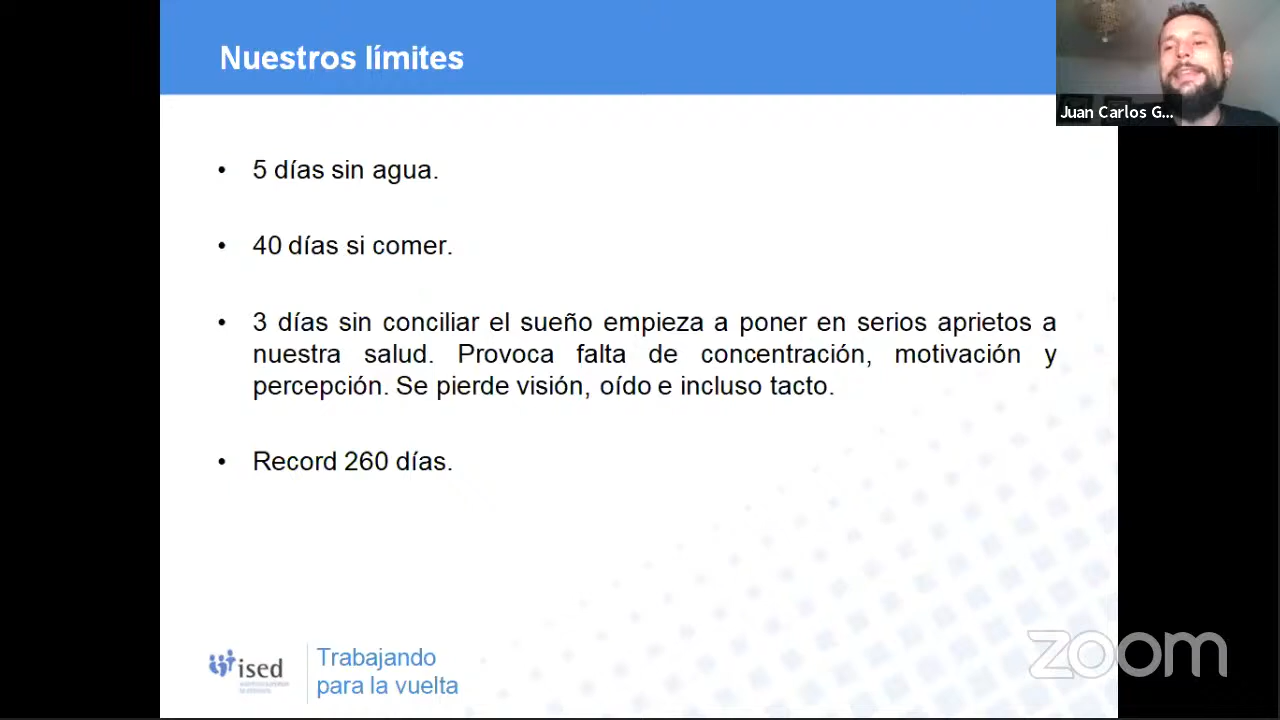 Nuestros límites
Juan Carlos G...
• 5 días sin agua.
• 40 días si comer.
• 3 días sin conciliar el sueño empieza a poner en serios aprietos a
nuestra salud. Provoca falta de concentración, motivación y
percepción. Se pierde visión, oído e incluso tacto.
• Record 260 días.
ised
Trabajando
para la vuelta
zoom